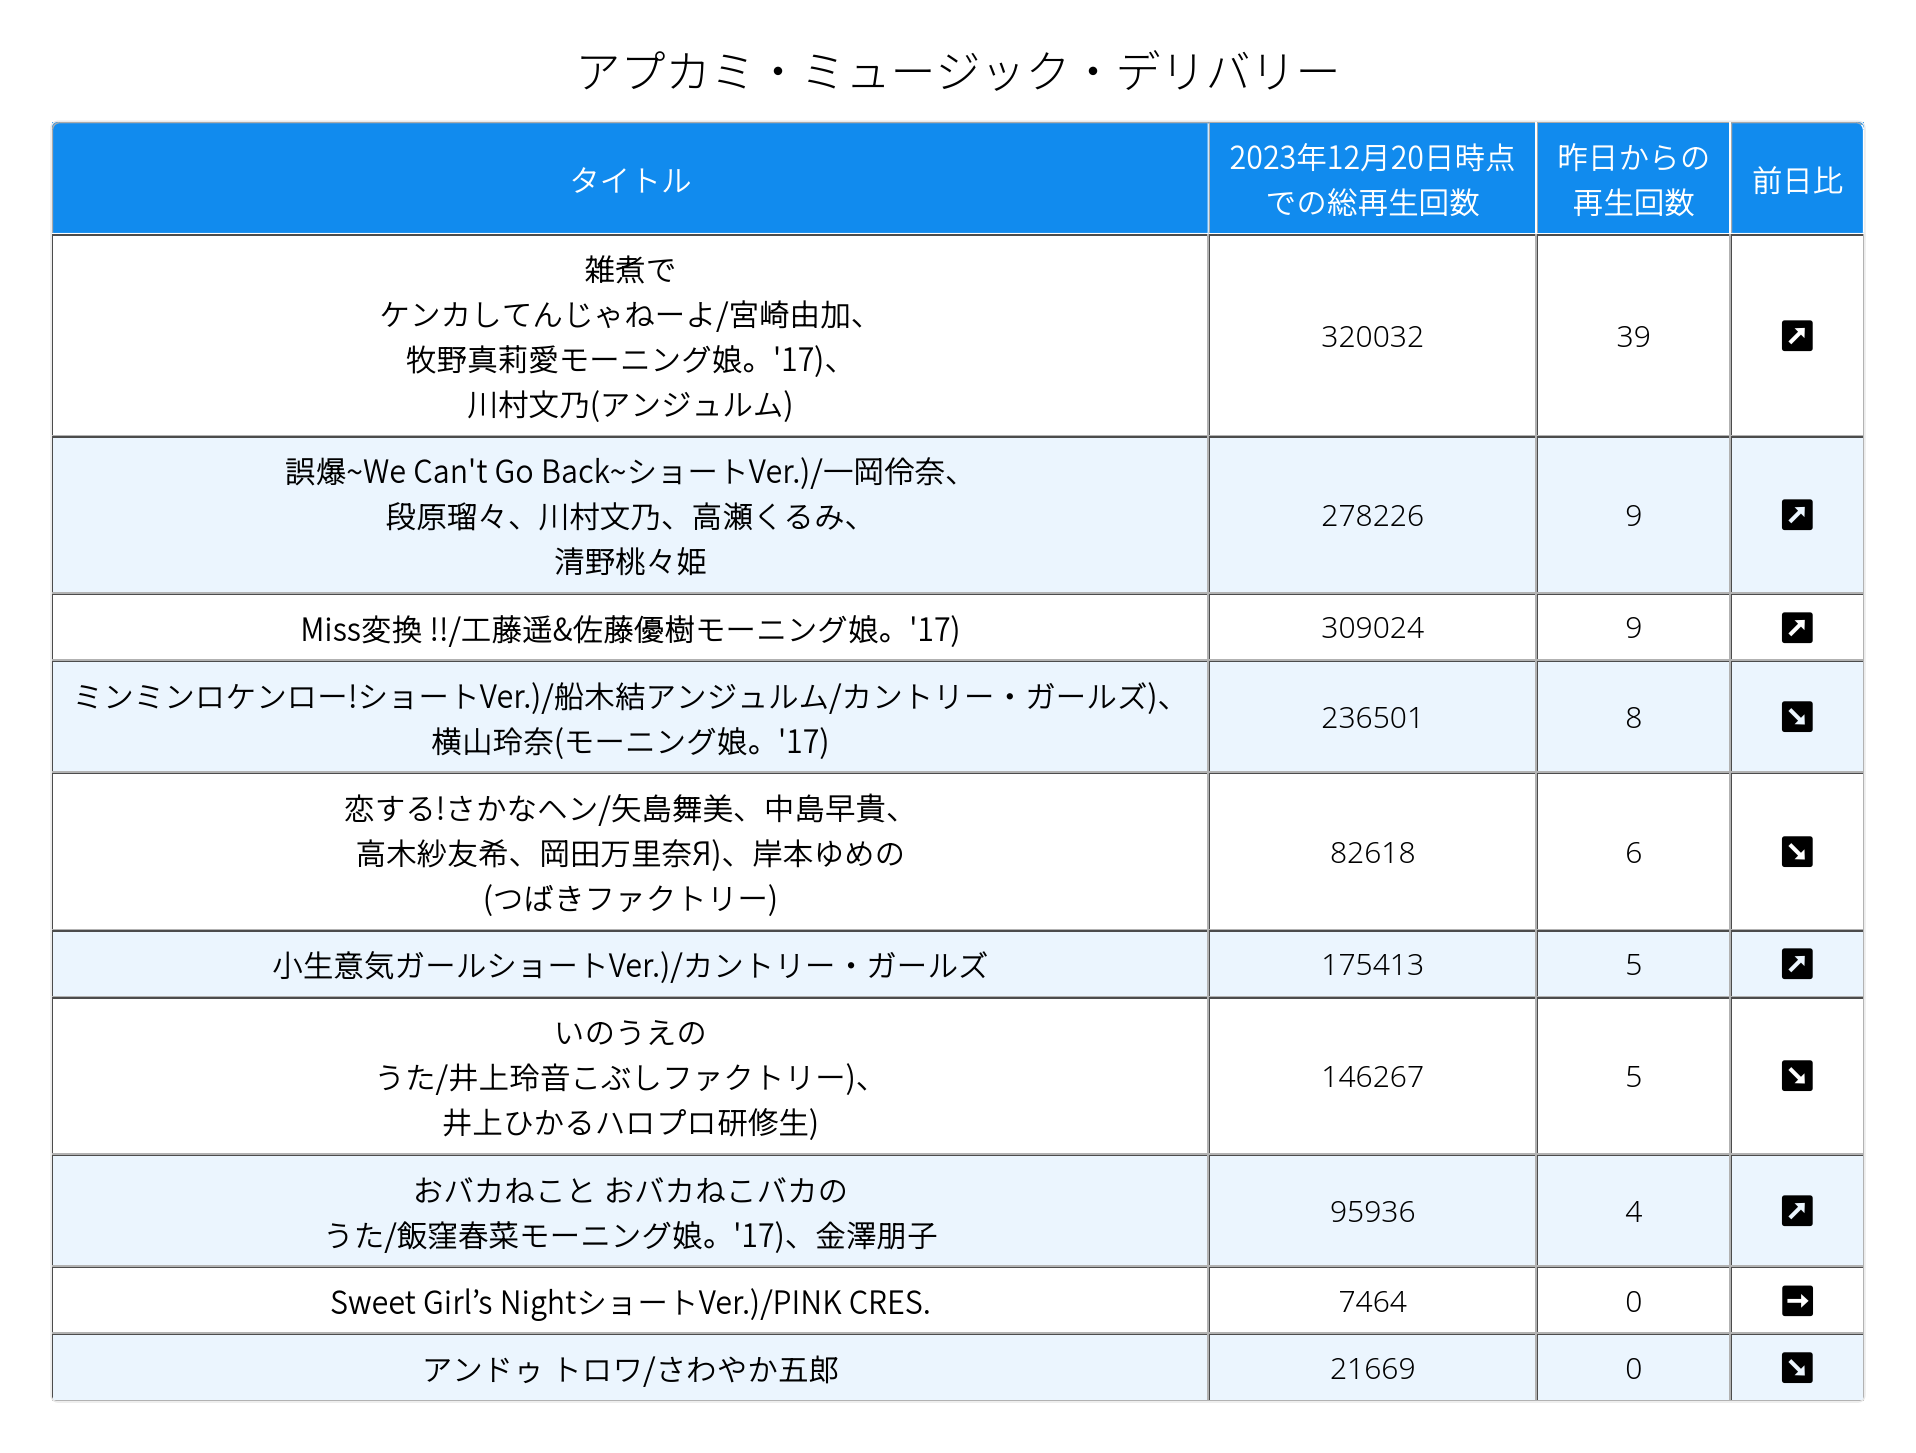 アプカミ・ミュージック・デリバリー
タイトル
2023年12月20日時点
での総再生回数
昨日からの
再生回数
前日比
雑煮で
ケンカしてんじゃねーよ/宮崎由加、
牧野真莉愛モーニング娘。'17)、
川村文乃(アンジュルム)
320032
39
誤爆~We Can't Go Back~ショートVer.)/一岡伶奈、
段原瑠々、川村文乃、高瀬くるみ、
清野桃々姫
278226
9
Miss変換 !!/工藤遥&佐藤優樹モーニング娘。'17)
309024
9
ミンミンロケンロー!ショートVer.)/船木結アンジュルム/カントリー・ガールズ)、
横山玲奈(モーニング娘。'17)
236501
8
恋する!さかなヘン/矢島舞美、中島早貴、
高木紗友希、岡田万里奈Я)、岸本ゆめの
(つばきファクトリー)
82618
6
小生意気ガールショートVer.)/カントリー・ガールズ
175413
5
いのうえの
うた/井上玲音こぶしファクトリー)、
井上ひかるハロプロ研修生)
146267
5
おバカねこと おバカねこバカの
うた/飯窪春菜モーニング娘。'17)、金澤朋子
95936
4
Sweet Girl’s NightショートVer.)/PINK CRES.
7464
0
アンドゥ トロワ/さわやか五郎
21669
0